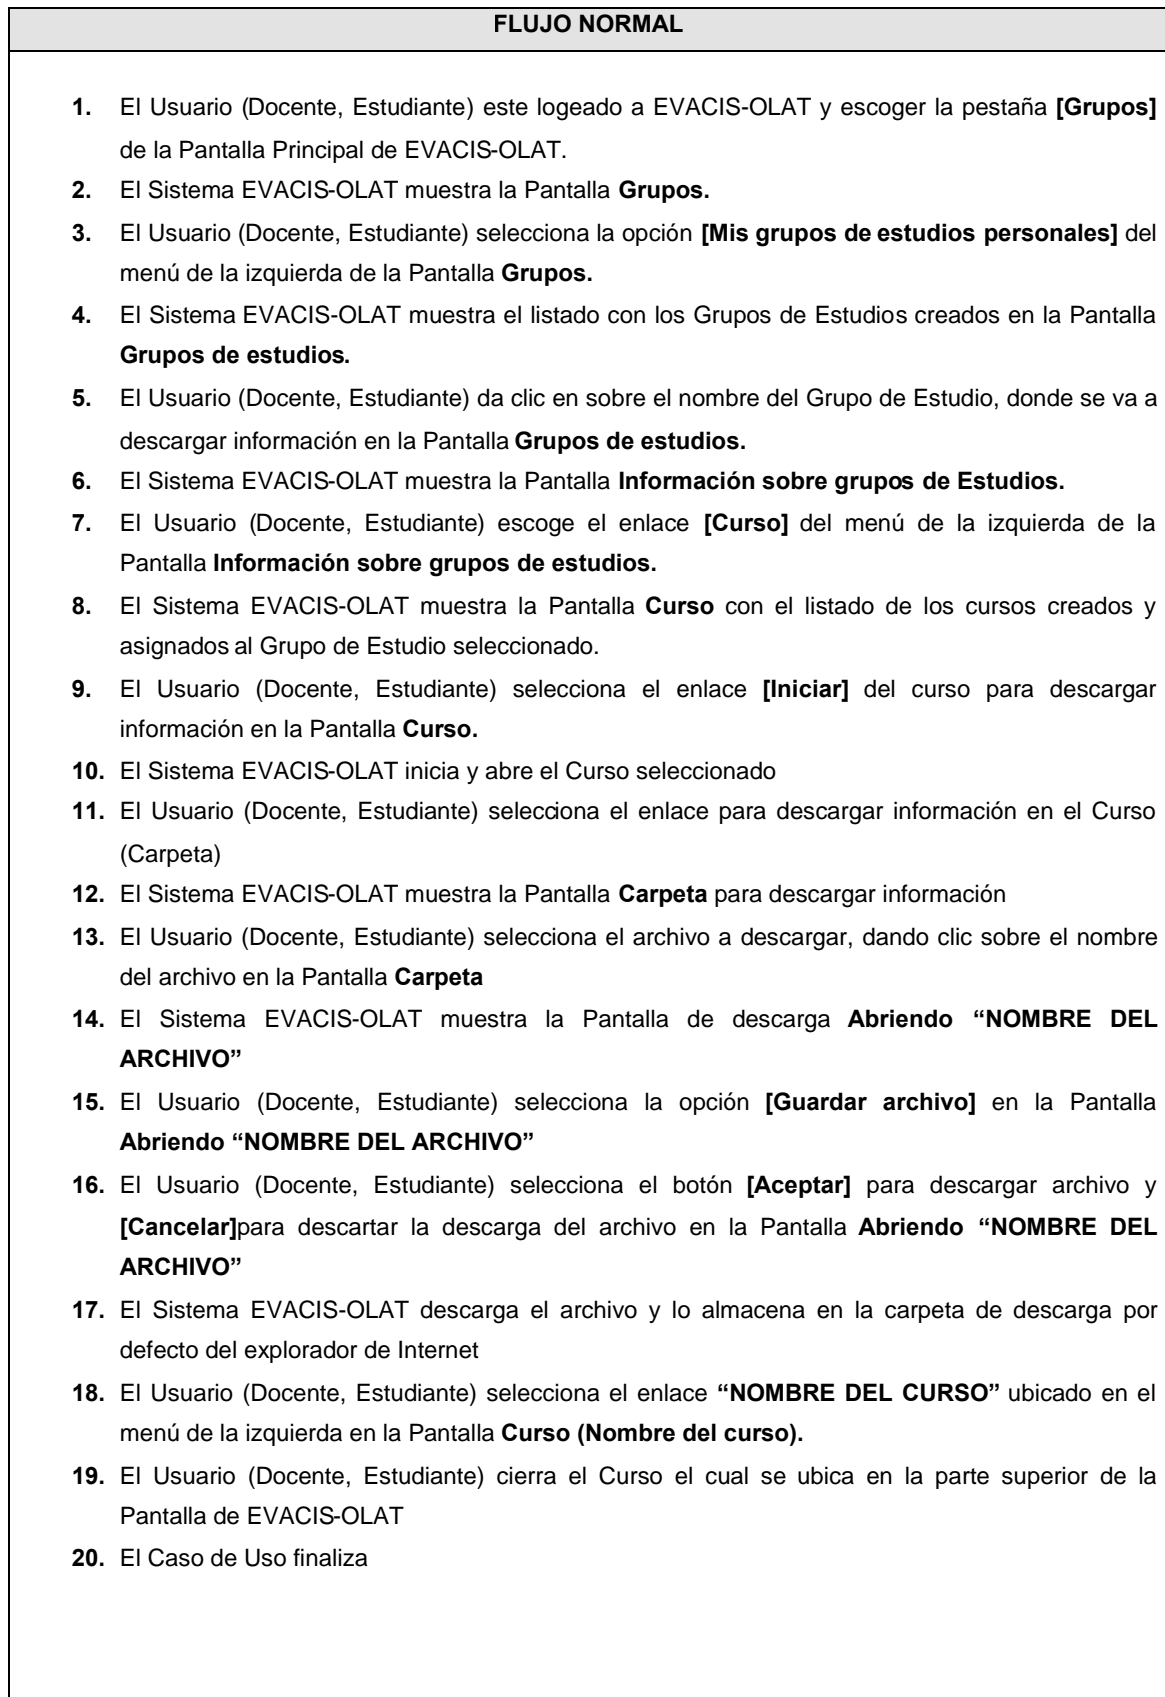 FLUJO NORMAL
1. El Usuario (Docente, Estudiante) este logeado a EVACIS-OLAT y escoger la pestaña [Grupos]
de la Pantalla Principal de EVACIS-OLAT.
2. El Sistema EVACIS-OLAT muestra la Pantalla Grupos.
3. El Usuario (Docente, Estudiante) selecciona la opción [Mis grupos de estudios personales] del
menú de la izquierda de la Pantalla Grupos.
4. El Sistema EVACIS-OLAT muestra el listado con los Grupos de Estudios creados en la Pantalla
Grupos de estudios.
5. El Usuario (Docente, Estudiante) da clic en sobre el nombre del Grupo de Estudio, donde se va a
descargar información en la Pantalla Grupos de estudios.
6. El Sistema EVACIS-OLAT muestra la Pantalla Información sobre grupos de Estudios.
7. El Usuario (Docente, Estudiante) escoge el enlace [Curso] del menú de la izquierda de la
Pantalla Información sobre grupos de estudios.
8. El Sistema EVACIS-OLAT muestra la Pantalla Curso con el listado de los cursos creados y
asignados al Grupo de Estudio seleccionado.
9. El Usuario (Docente, Estudiante) selecciona el enlace [Iniciar] del curso para descargar
información en la Pantalla Curso.
10. El Sistema EVACIS-OLAT inicia y abre el Curso seleccionado
11. El Usuario (Docente, Estudiante) selecciona el enlace para descargar información en el Curso
(Carpeta)
12. El Sistema EVACIS-OLAT muestra la Pantalla Carpeta para descargar información
13. El Usuario (Docente, Estudiante) selecciona el archivo a descargar, dando clic sobre el nombre
del archivo en la Pantalla Carpeta
14. El Sistema EVACIS-OLAT muestra la Pantalla de descarga Abriendo “NOMBRE DEL
ARCHIVO”
15. El Usuario (Docente, Estudiante) selecciona la opción [Guardar archivo] en la Pantalla
Abriendo “NOMBRE DEL ARCHIVO”
16. El Usuario (Docente, Estudiante) selecciona el botón [Aceptar] para descargar archivo y
[Cancelar]para descartar la descarga del archivo en la Pantalla Abriendo “NOMBRE DEL
ARCHIVO”
17. El Sistema EVACIS-OLAT descarga el archivo y lo almacena en la carpeta de descarga por
defecto del explorador de Internet
18. El Usuario (Docente, Estudiante) selecciona el enlace “NOMBRE DEL CURSO” ubicado en el
menú de la izquierda en la Pantalla Curso (Nombre del curso).
19. El Usuario (Docente, Estudiante) cierra el Curso el cual se ubica en la parte superior de la
Pantalla de EVACIS-OLAT
20. El Caso de Uso finaliza